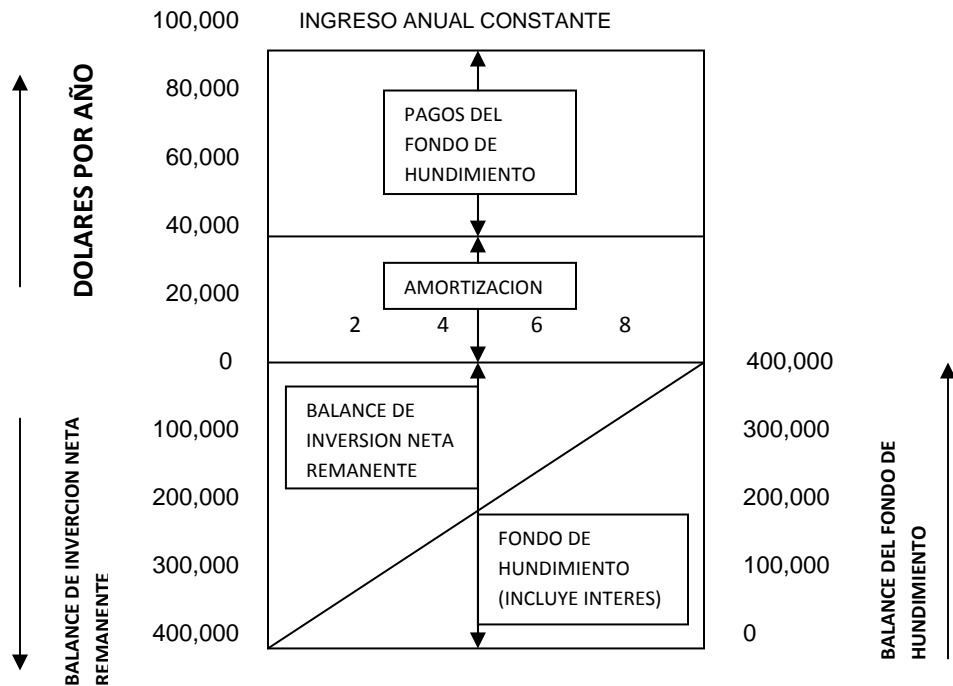 100,000 INGRESO ANUAL CONSTANTE
80,000
60,000
40,000
20,000
0
DOLARES POR AÑO
PAGOS DEL
FONDO DE
HUNDIMIENTO
AMORTIZACION
2 4 6 8
100,000
200,000
300,000
400,000
BALANCE DE INVERCION NETA
REMANENTE
BALANCE DE
INVERSION NETA
REMANENTE
FONDO DE
HUNDIMIENTO
(INCLUYE INTERES)
400,000
300,000
200,000
100,000
0
BALANCE DEL FONDO DE
HUNDIMIENTO